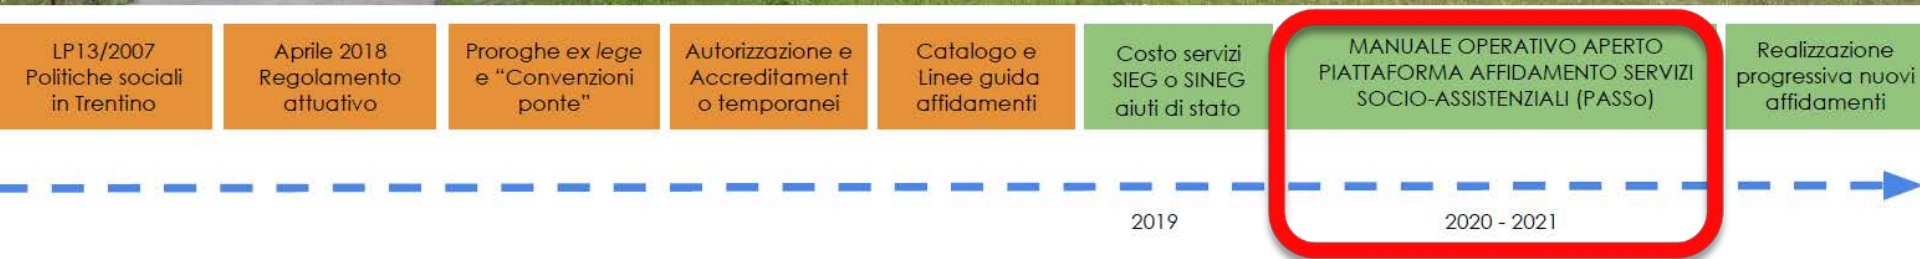 LP13/2007
Politiche sociali
in Trentino
Aprile 2018
Regolamento
attuativo
Proroghe ex lege
e “Convenzioni
ponte”
Autorizzazione e
Accreditament
o temporanei
Catalogo e
Linee guida
affidamenti
Costo servizi
SIEG o SINEG
aiuti di stato
MANUALE OPERATIVO APERTO
PIATTAFORMA AFFIDAMENTO SERVIZI
SOCIO-ASSISTENZIALI (PASSo)
Realizzazione
progressiva nuovi
affidamenti
2019
2020 - 2021